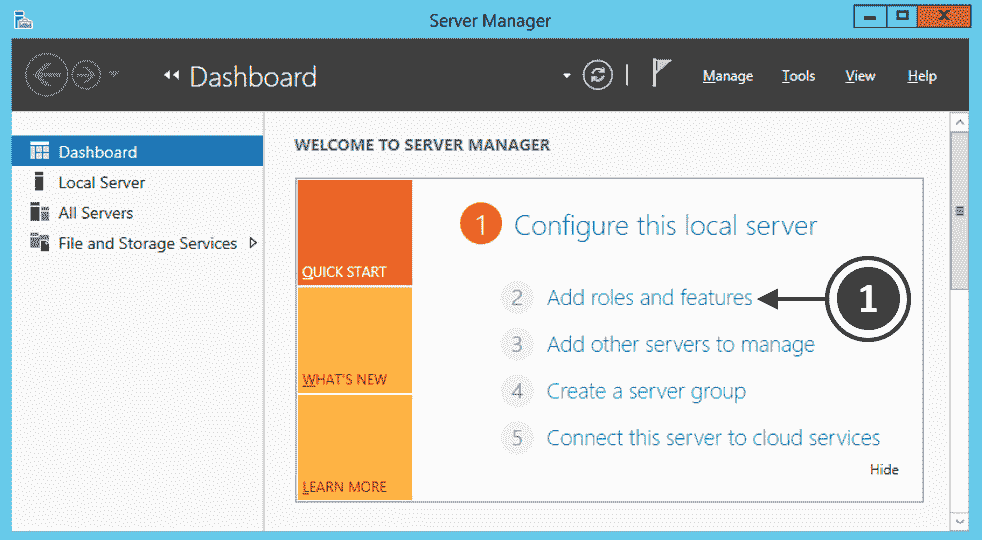 Server Manager
Dashboard
Manage Tools View Help
Dashboard
Local Server
All Servers
File and Storage Services
WELCOME TO SERVER MANAGER
QUICK START
WHAT'S NEW
LEARN MORE
1 Configure this local server
2 Add roles and features
1
3 Add other servers to manage
4 Create a server group
5 Connect this server to cloud services
Hide